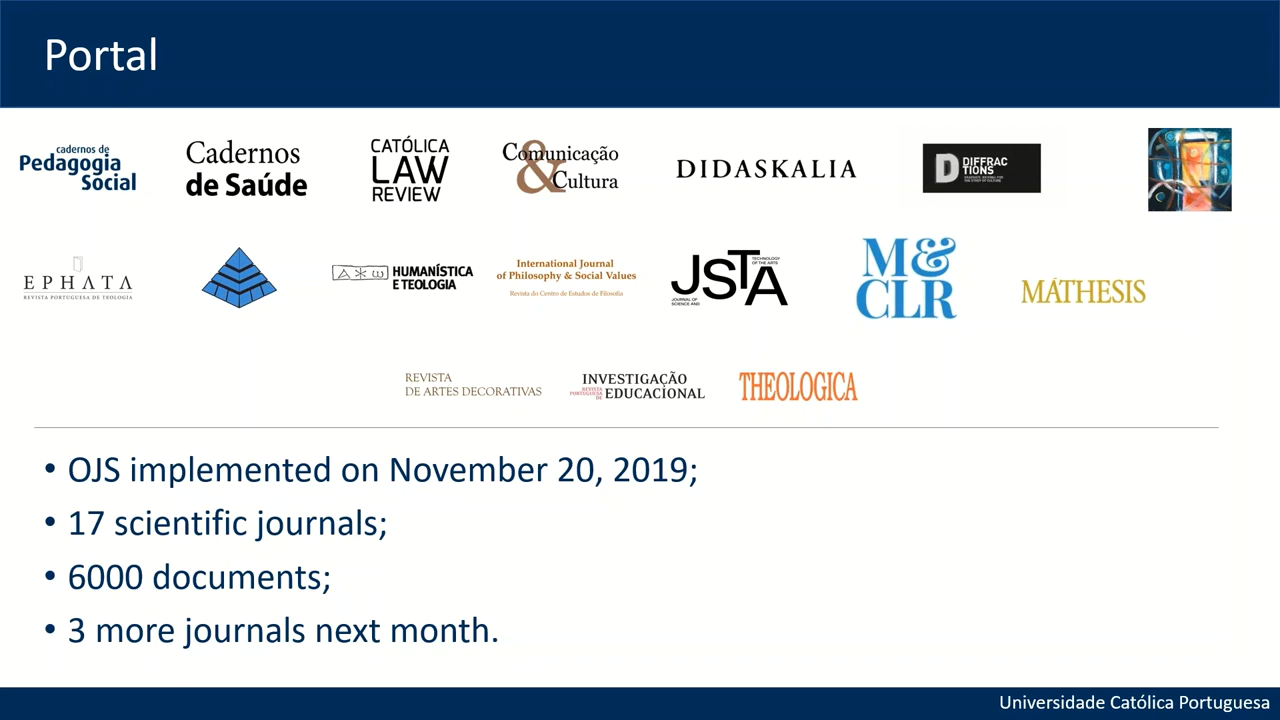 Portal
cadernos de
Pedagogia
Social
Cadernos
de Saúde
CATÓLICA
LAW
REVIEW
Comunicação
&
Cultura
DIDASKALIA
D
DIFFRAC
TIONS
EPHATA
REVISTA PORTUGUESA DE TEOLOGIA
HUMANÍSTICA
E TEOLOGIA
International Journal
of Philosophy & Social Values
Revista do Centro de Estudos de Filosofia
JSTA
TECHNOLOGY
OF THE ARTS
JOURNAL OF
SCIENCE AND
M&
CLR
MÁTHESIS
REVISTA
DE ARTES DECORATIVAS
INVESTIGAÇÃO
REVISTA
PORTUGUESA
DE
EDUCACIONAL
THEOLOGICA
• OJS implemented on November 20, 2019;
• 17 scientific journals;
• 6000 documents;
• 3 more journals next month.
Universidade Católica Portuguesa